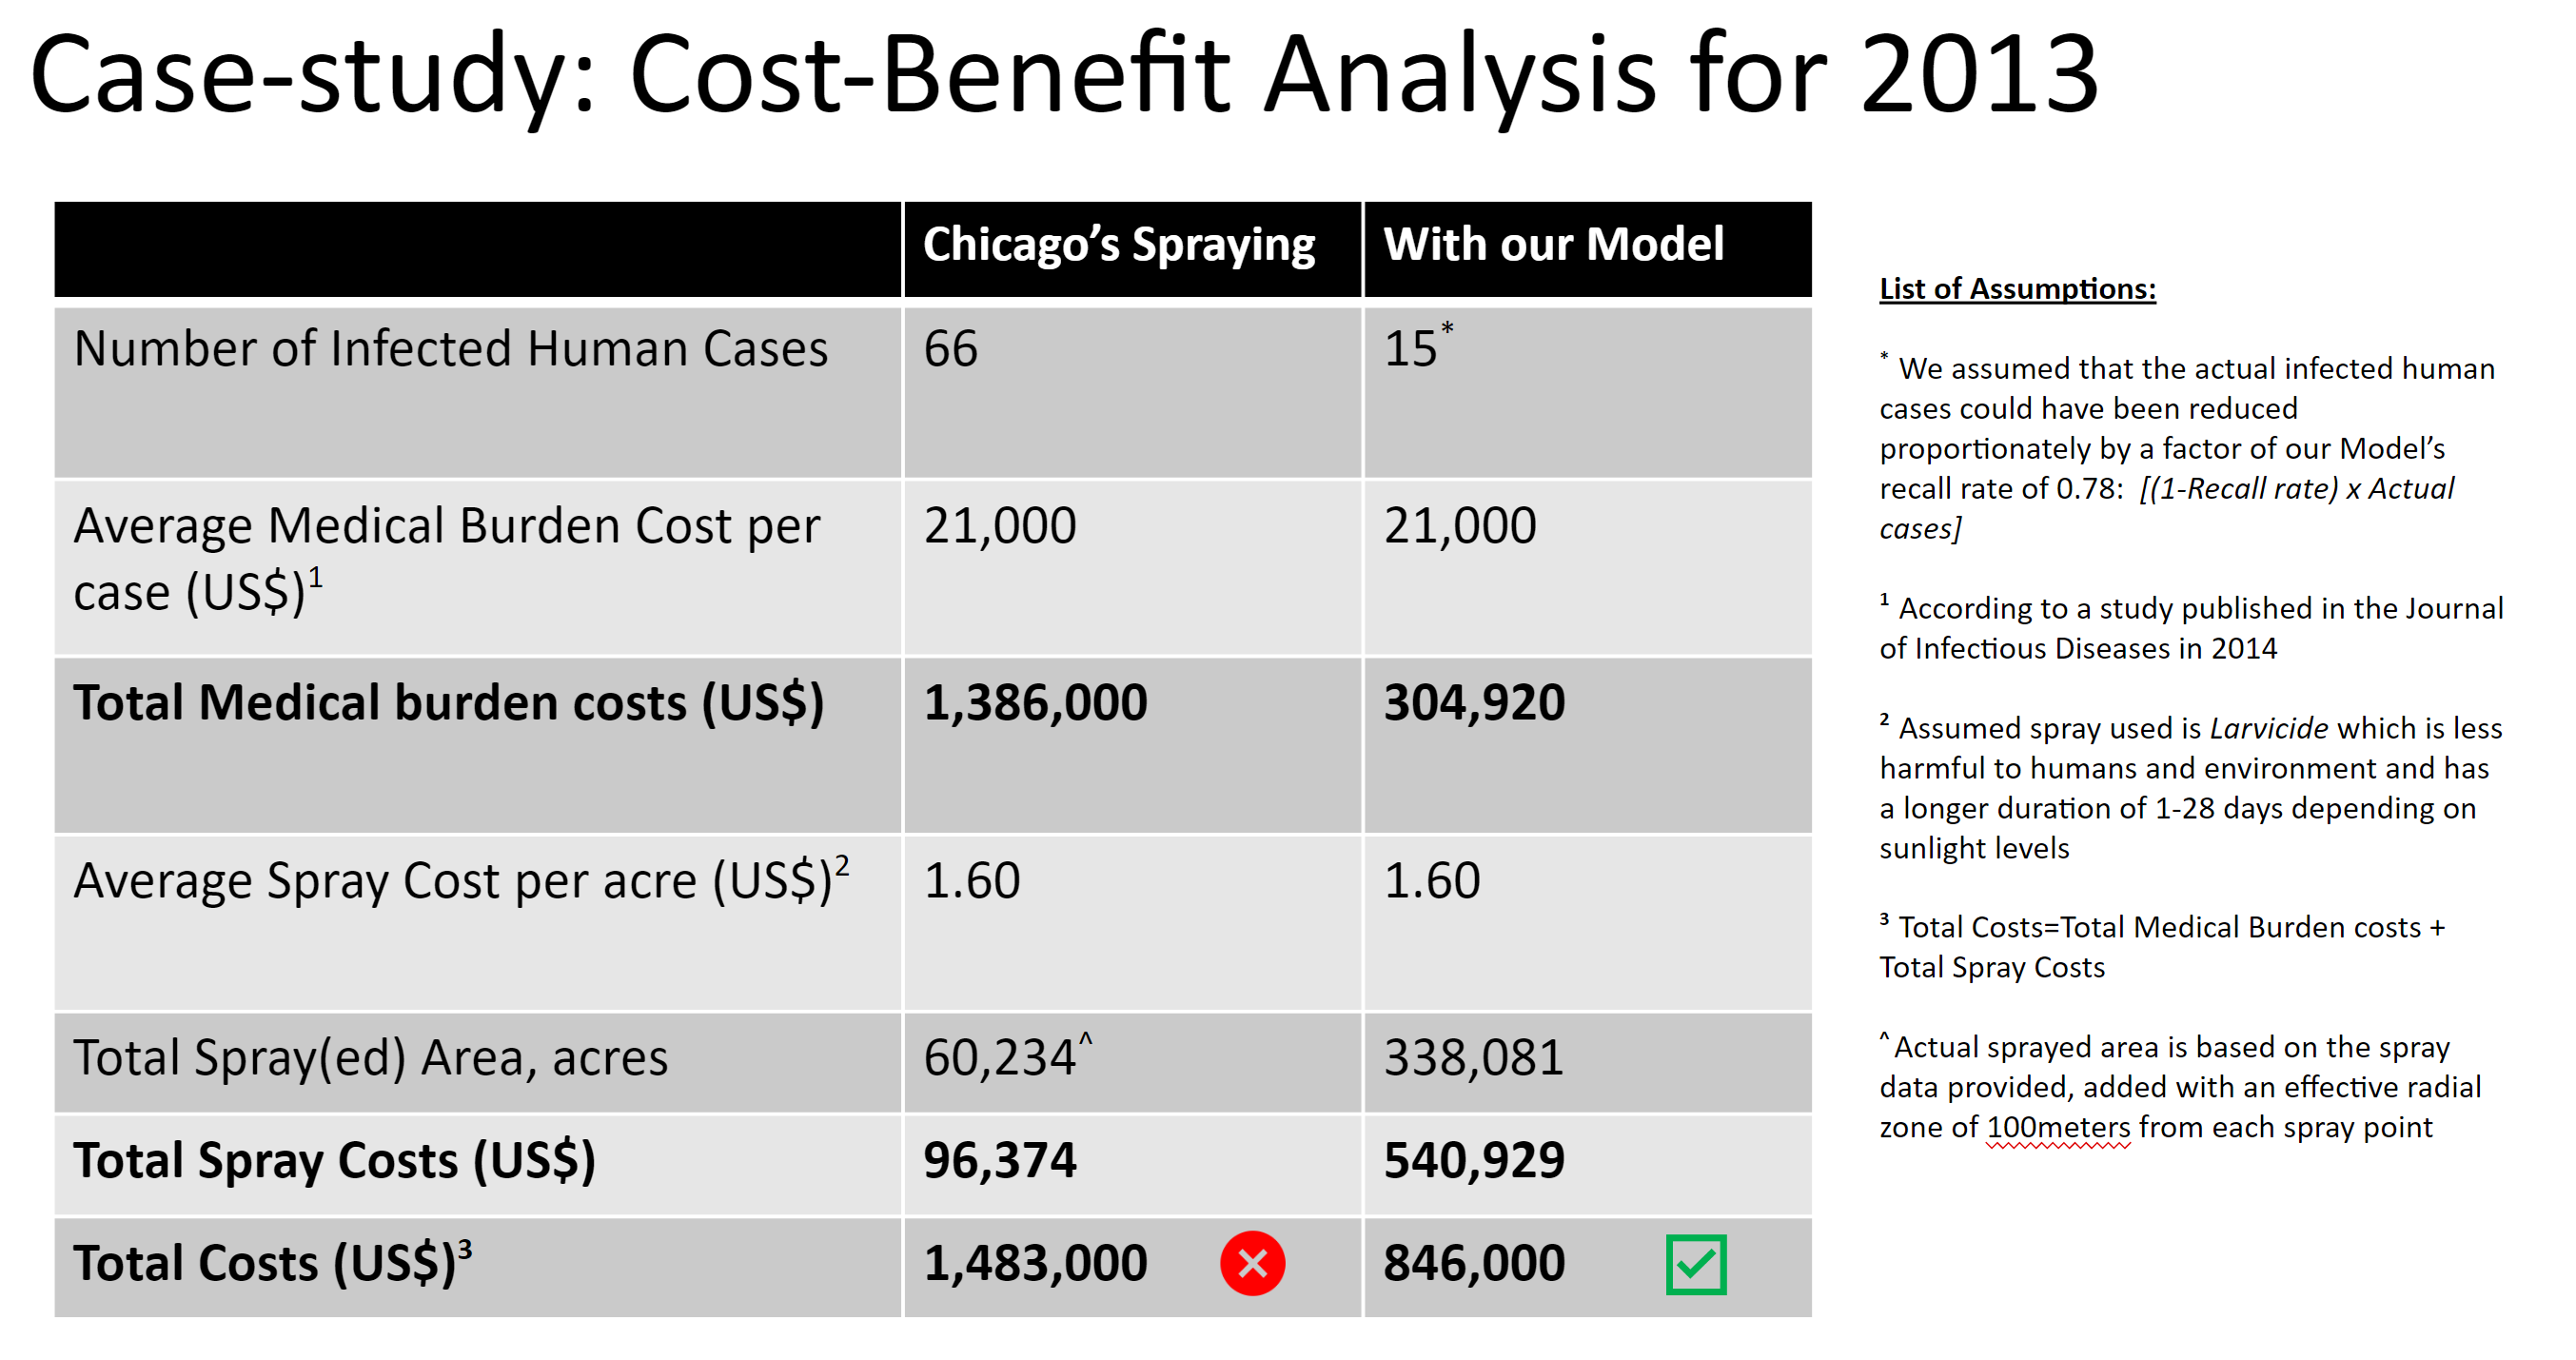 Case-study: Cost-Benefit Analysis for 2013
Chicago’s Spraying With our Model
Number of Infected Human Cases 66 15*
Average Medical Burden Cost per
case (US$)¹ 21,000 21,000
Total Medical burden costs (US$) 1,386,000 304,920
Average Spray Cost per acre (US$)² 1.60 1.60
Total Spray(ed) Area, acres 60,234^ 338,081
Total Spray Costs (US$) 96,374 540,929
Total Costs (US$)³ 1,483,000 846,000
List of Assumptions:
* We assumed that the actual infected human
cases could have been reduced
proportionately by a factor of our Model’s
recall rate of 0.78: [(1-Recall rate) x Actual
cases]
¹ According to a study published in the Journal
of Infectious Diseases in 2014
² Assumed spray used is Larvicide which is less
harmful to humans and environment and has
a longer duration of 1-28 days depending on
sunlight levels
³ Total Costs=Total Medical Burden costs +
Total Spray Costs
^ Actual sprayed area is based on the spray
data provided, added with an effective radial
zone of 100meters from each spray point